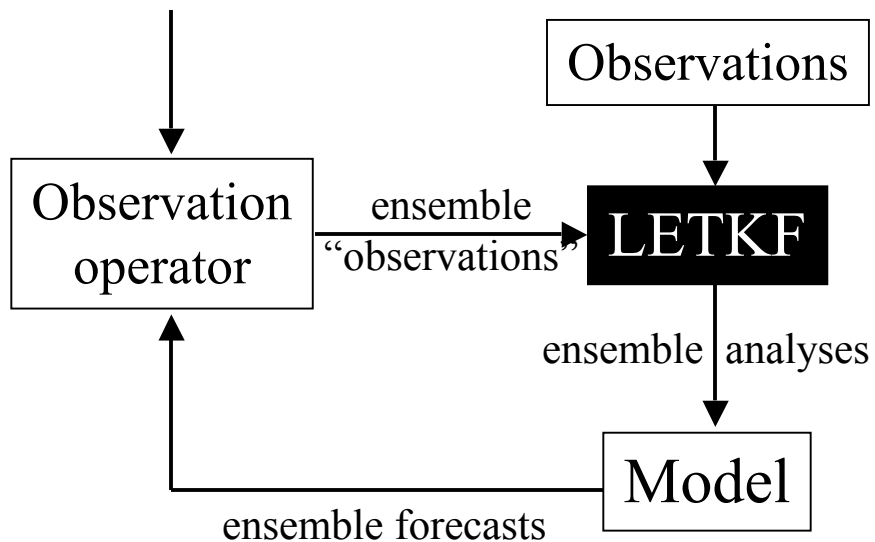 Observations
Observation
operator
ensemble
“observations”
LETKF
ensemble analyses
Model
ensemble forecasts